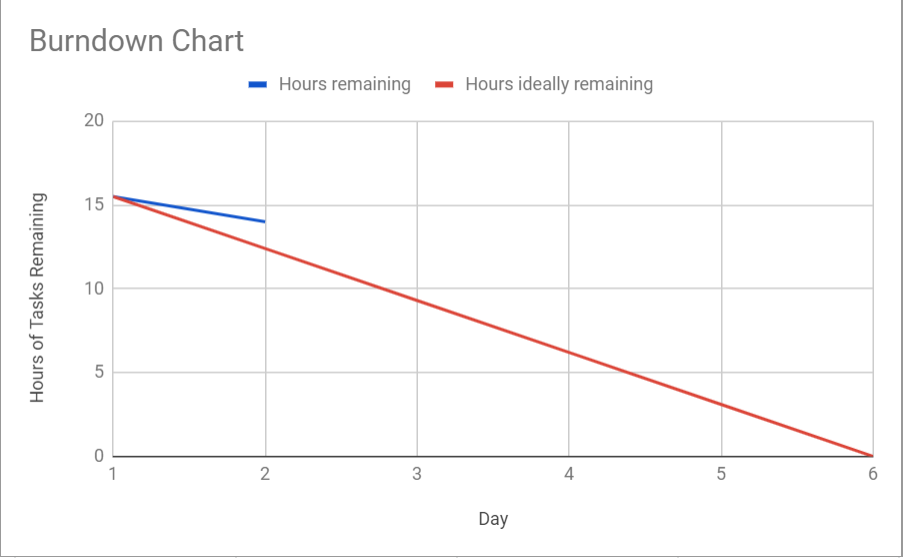 Burndown Chart
Hours remaining Hours ideally remaining
20
15
10
5
0
Hours of Tasks Remaining
1 2 3 4 5 6
Day